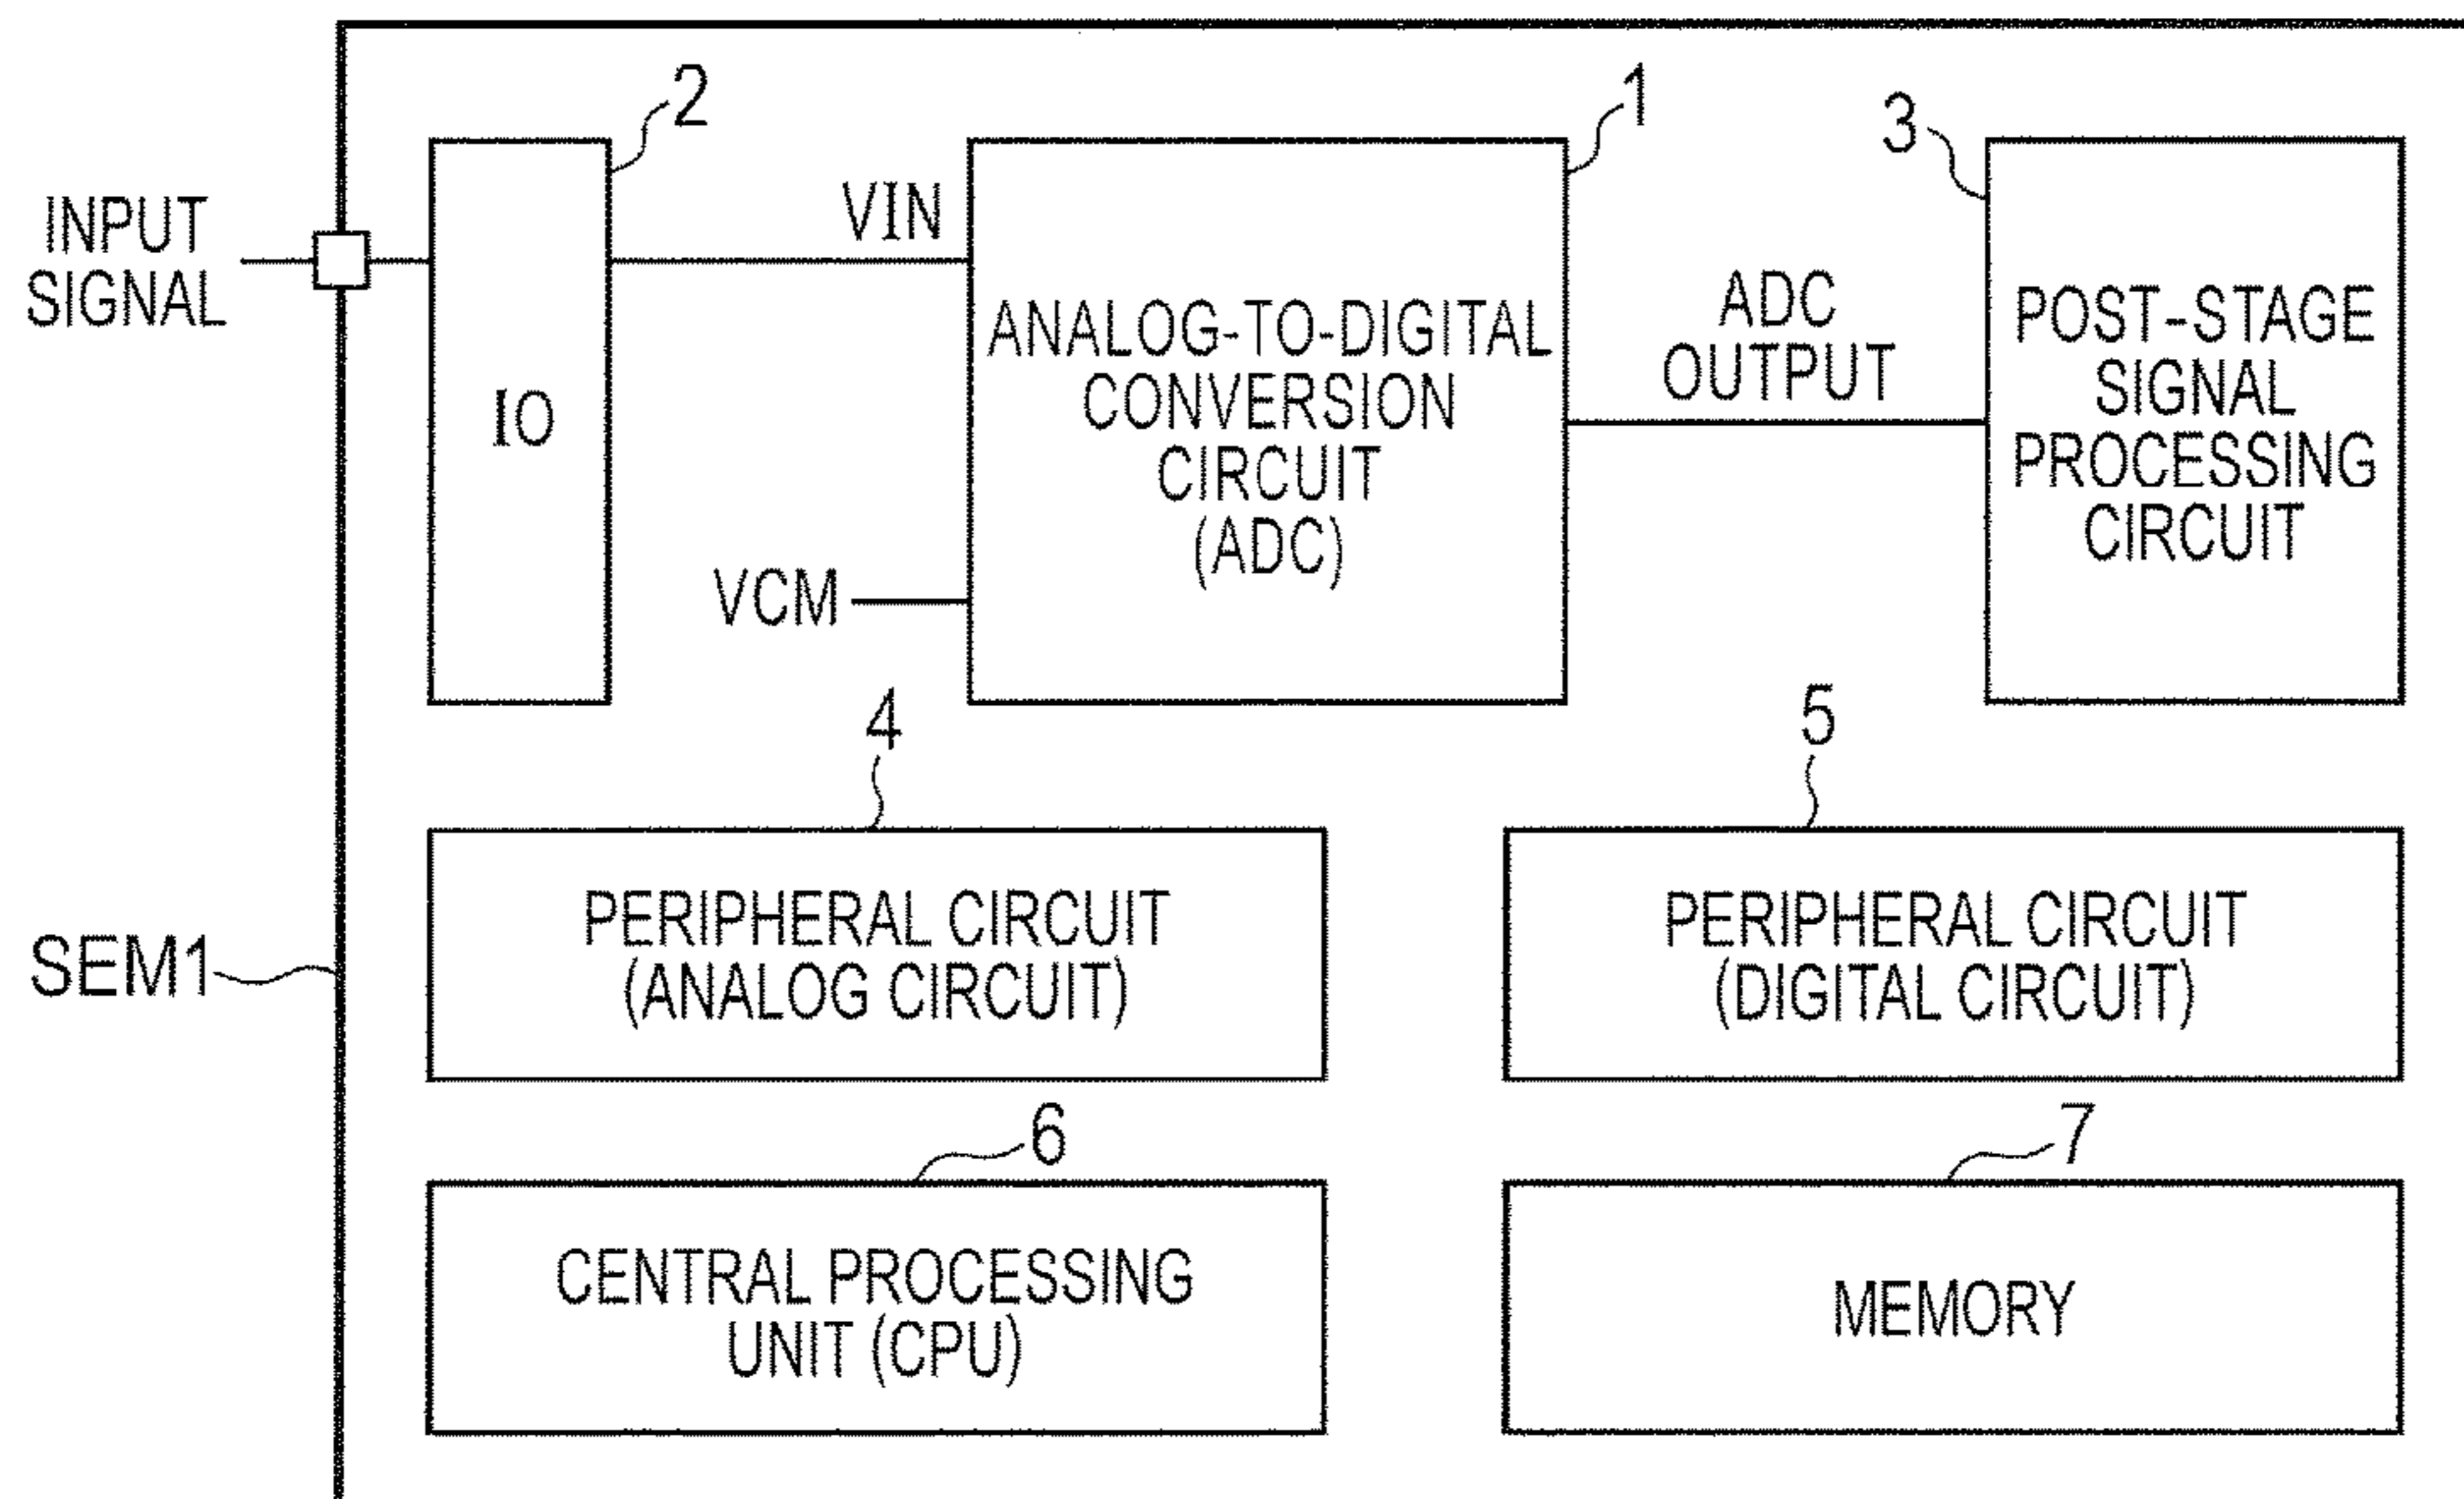 2
1
3
INPUT
SIGNAL
VIN
IO
ANALOG-TO-DIGITAL
CONVERSION
CIRCUIT
(ADC)
VCM
ADC
OUTPUT
POST-STAGE
SIGNAL
PROCESSING
CIRCUIT
4
5
PERIPHERAL CIRCUIT
(ANALOG CIRCUIT)
PERIPHERAL CIRCUIT
(DIGITAL CIRCUIT)
SEM1
6
7
CENTRAL PROCESSING
UNIT (CPU)
MEMORY